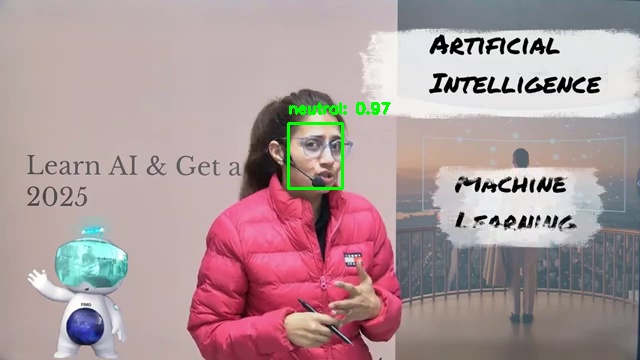 Artificial
Intelligence
neutral: 0.97
Learn AI & Get a
2025
Machine
Learning